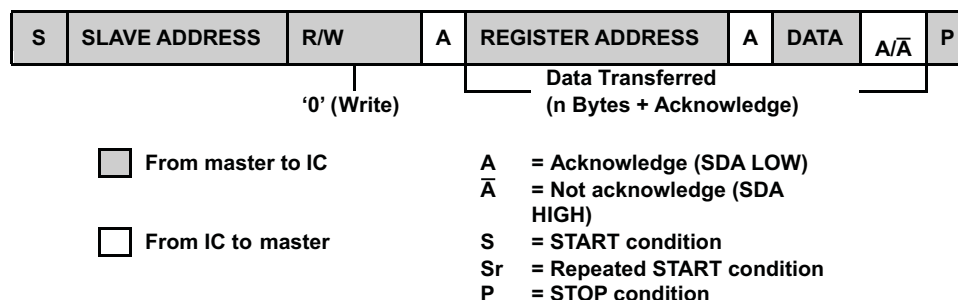 S SLAVE ADDRESS R/W A REGISTER ADDRESS A DATA A/A̅ P
Data Transferred
(n Bytes + Acknowledge)
‘0’ (Write)
From master to IC
From IC to master
A = Acknowledge (SDA LOW)
A̅ = Not acknowledge (SDA
HIGH)
S = START condition
Sr = Repeated START condition
P = STOP condition